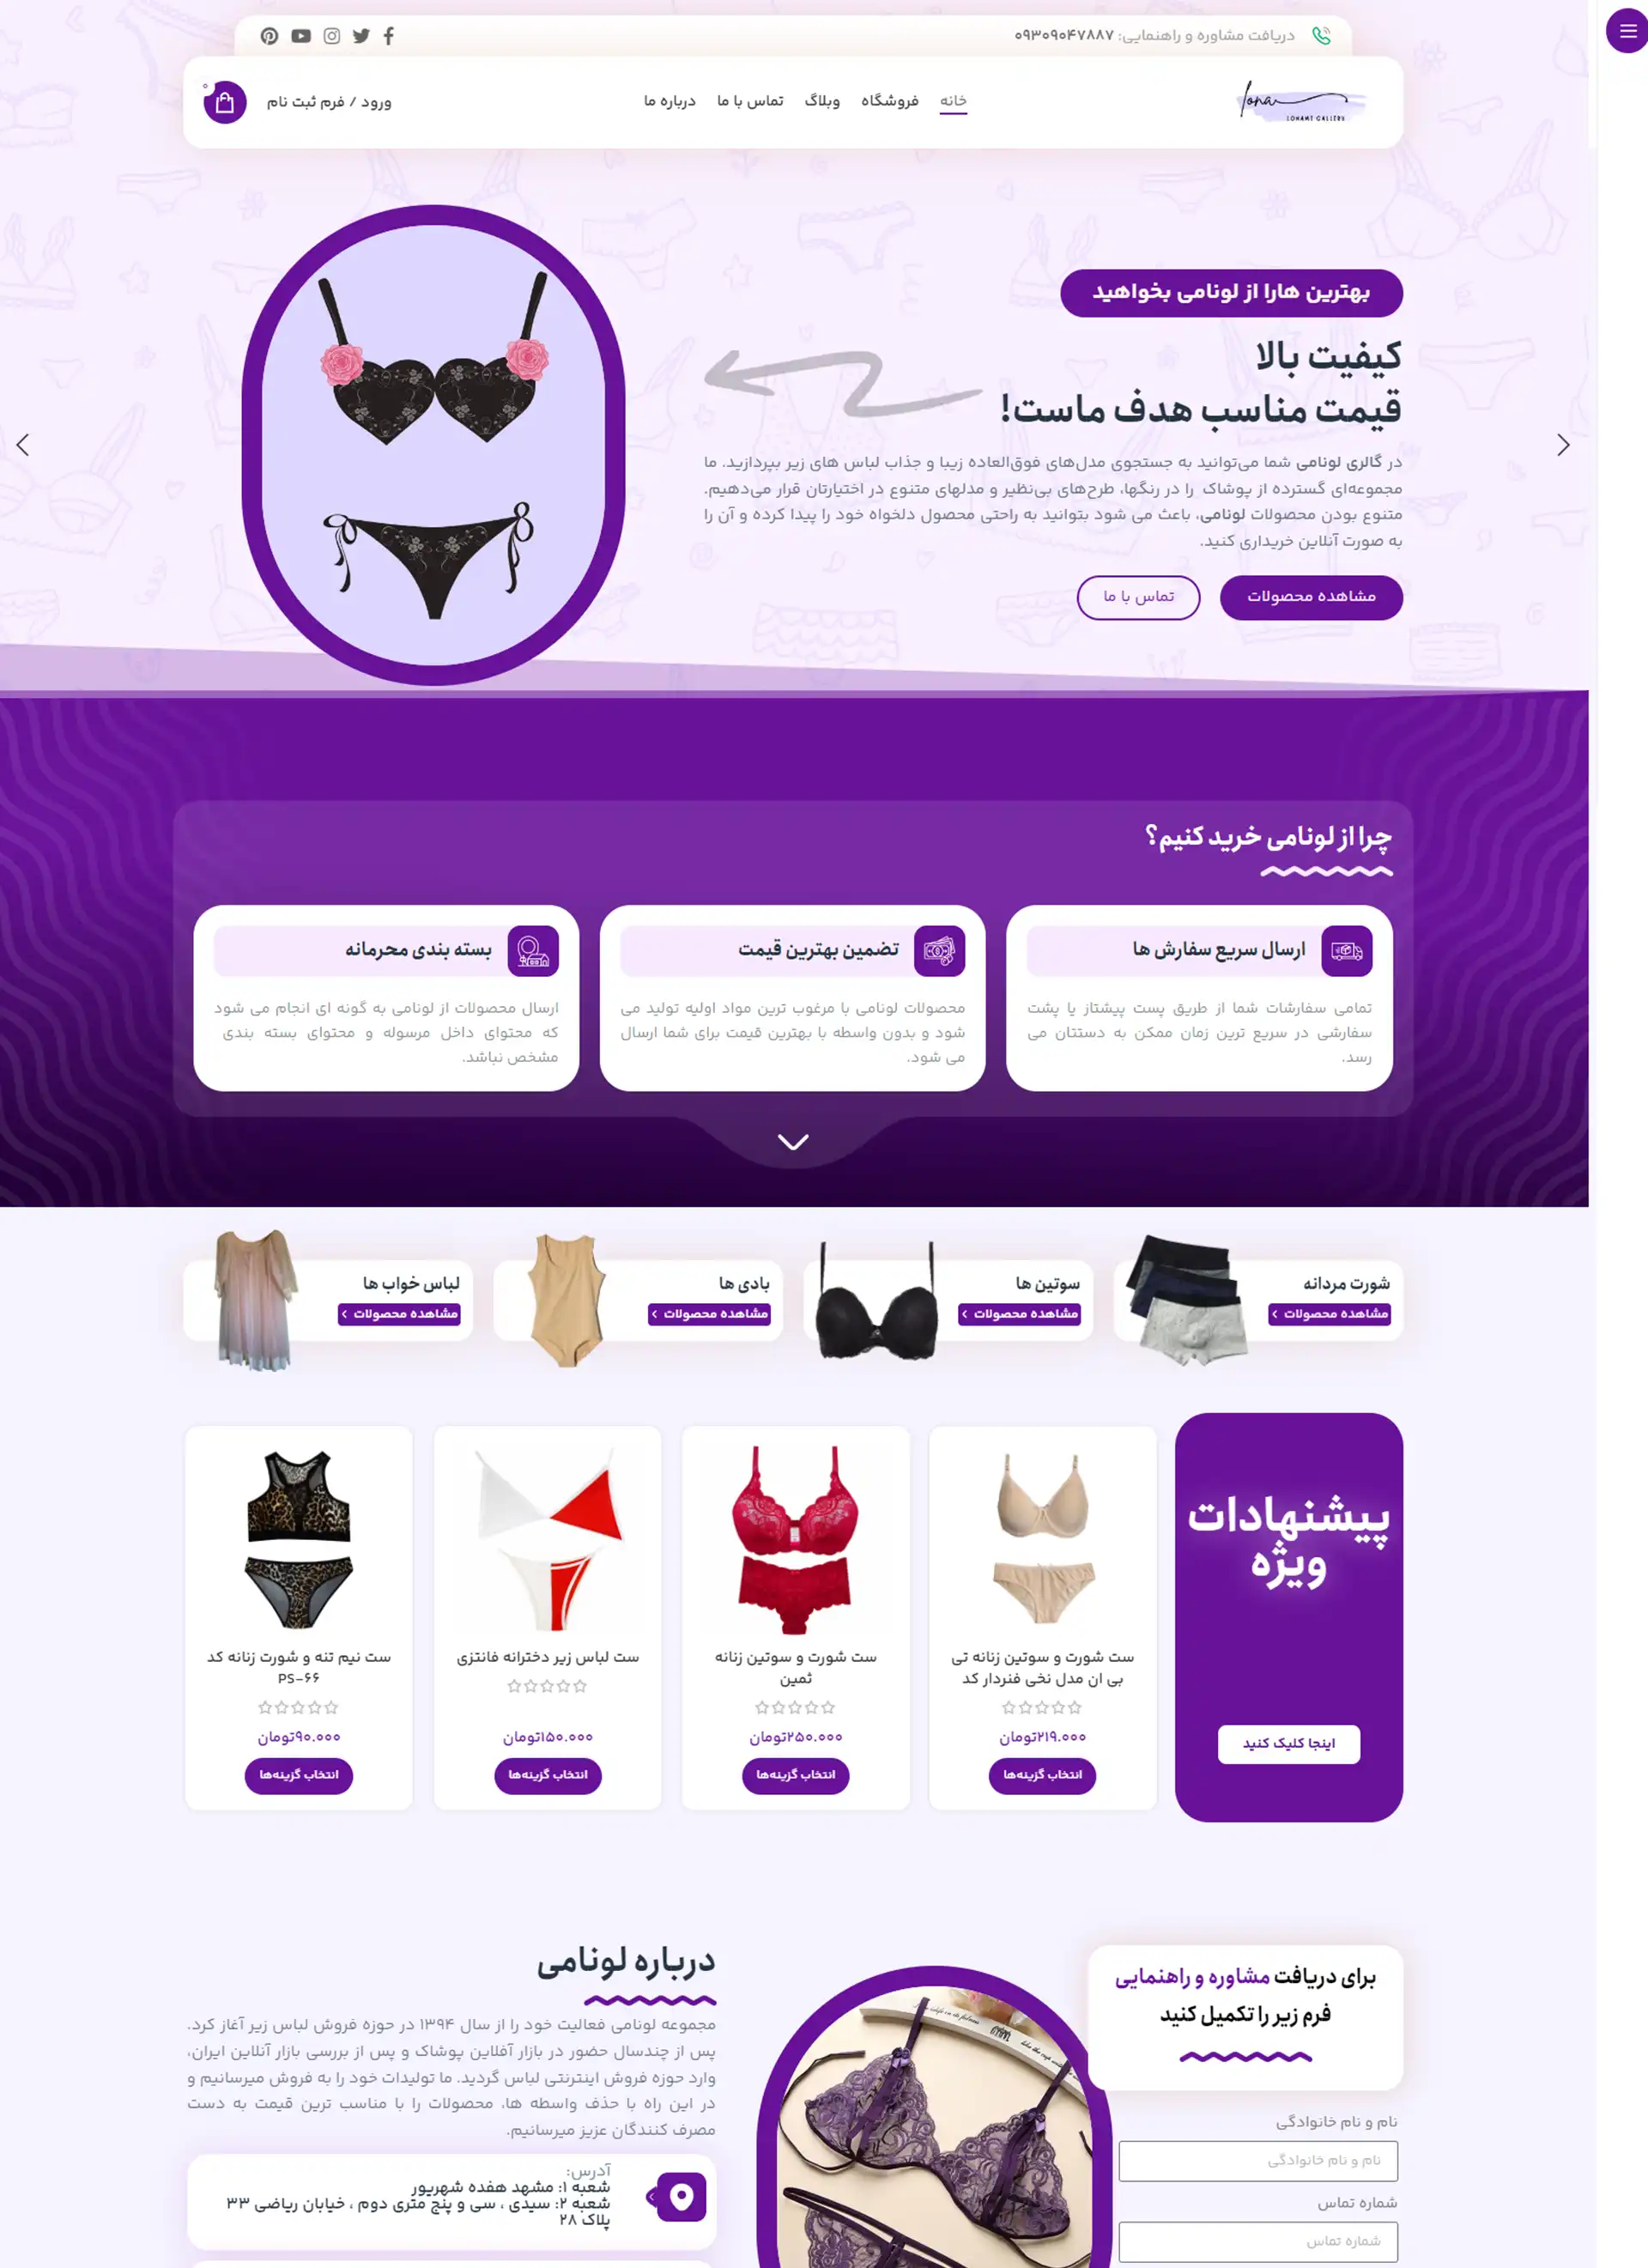 دریافت مشاوره و راهنمایی: ۰۹۳۰۹۰۴۷۸۸۷
Lona
LONAMI GALLERY
خانه
فروشگاه
وبلاگ
تماس با ما
درباره ما
ورود / فرم ثبت نام
۰
بهترین هارا از لونامی بخواهید
کیفیت بالا
قیمت مناسب هدف ماست!
در گالری لونامی شما می‌توانید به جستجوی مدل‌های فوق‌العاده زیبا و جذاب لباس های زیر بپردازید. ما
مجموعه‌ای گسترده از پوشاک را در رنگها، طرح‌های بی‌نظیر و مدلهای متنوع در اختیارتان قرار می‌دهیم.
متنوع بودن محصولات لونامی، باعث می شود بتوانید به راحتی محصول دلخواه خود را پیدا کرده و آن را
به صورت آنلاین خریداری کنید.
مشاهده محصولات
تماس با ما
چرا از لونامی خرید کنیم؟
ارسال سریع سفارش ها
تمامی سفارشات شما از طریق پست پیشتاز یا پشت
سفارشی در سریع ترین زمان ممکن به دستتان می
رسد.
تضمین بهترین قیمت
محصولات لونامی با مرغوب ترین مواد اولیه تولید می
شود و بدون واسطه با بهترین قیمت برای شما ارسال
می شود.
بسته بندی محرمانه
ارسال محصولات از لونامی به گونه ای انجام می شود
که محتوای داخل مرسوله و محتوای بسته بندی
مشخص نباشد.
شورت مردانه
مشاهده محصولات
سوتین ها
مشاهده محصولات
بادی ها
مشاهده محصولات
لباس خواب ها
مشاهده محصولات
پیشنهادات
ویژه
اینجا کلیک کنید
ست شورت و سوتین زنانه تی
بی ان مدل نخی فنردار کد
۲۱۹.۰۰۰تومان
انتخاب گزینه‌ها
ست شورت و سوتین زنانه
ثمین
۲۵۰.۰۰۰تومان
انتخاب گزینه‌ها
ست لباس زیر دخترانه فانتزی
۱۵۰.۰۰۰تومان
انتخاب گزینه‌ها
ست نیم تنه و شورت زنانه کد
PS-۶۶
۹۰.۰۰۰تومان
انتخاب گزینه‌ها
برای دریافت مشاوره و راهنمایی
فرم زیر را تکمیل کنید
نام و نام خانوادگی
نام و نام خانوادگی
شماره تماس
شماره تماس
درباره لونامی
مجموعه لونامی فعالیت خود را از سال ۱۳۹۴ در حوزه فروش لباس زیر آغاز کرد.
پس از چندسال حضور در بازار آفلاین پوشاک و پس از بررسی بازار آنلاین ایران،
وارد حوزه فروش اینترنتی لباس گردید. ما تولیدات خود را به فروش میرسانیم و
در این راه با حذف واسطه ها، محصولات را با مناسب ترین قیمت به دست
مصرف کنندگان عزیز میرسانیم.
آدرس:
شعبه ۱: مشهد هفده شهریور
شعبه ۲: سیدی ، سی و پنج متری دوم ، خیابان ریاضی ۳۳
پلاک ۲۸